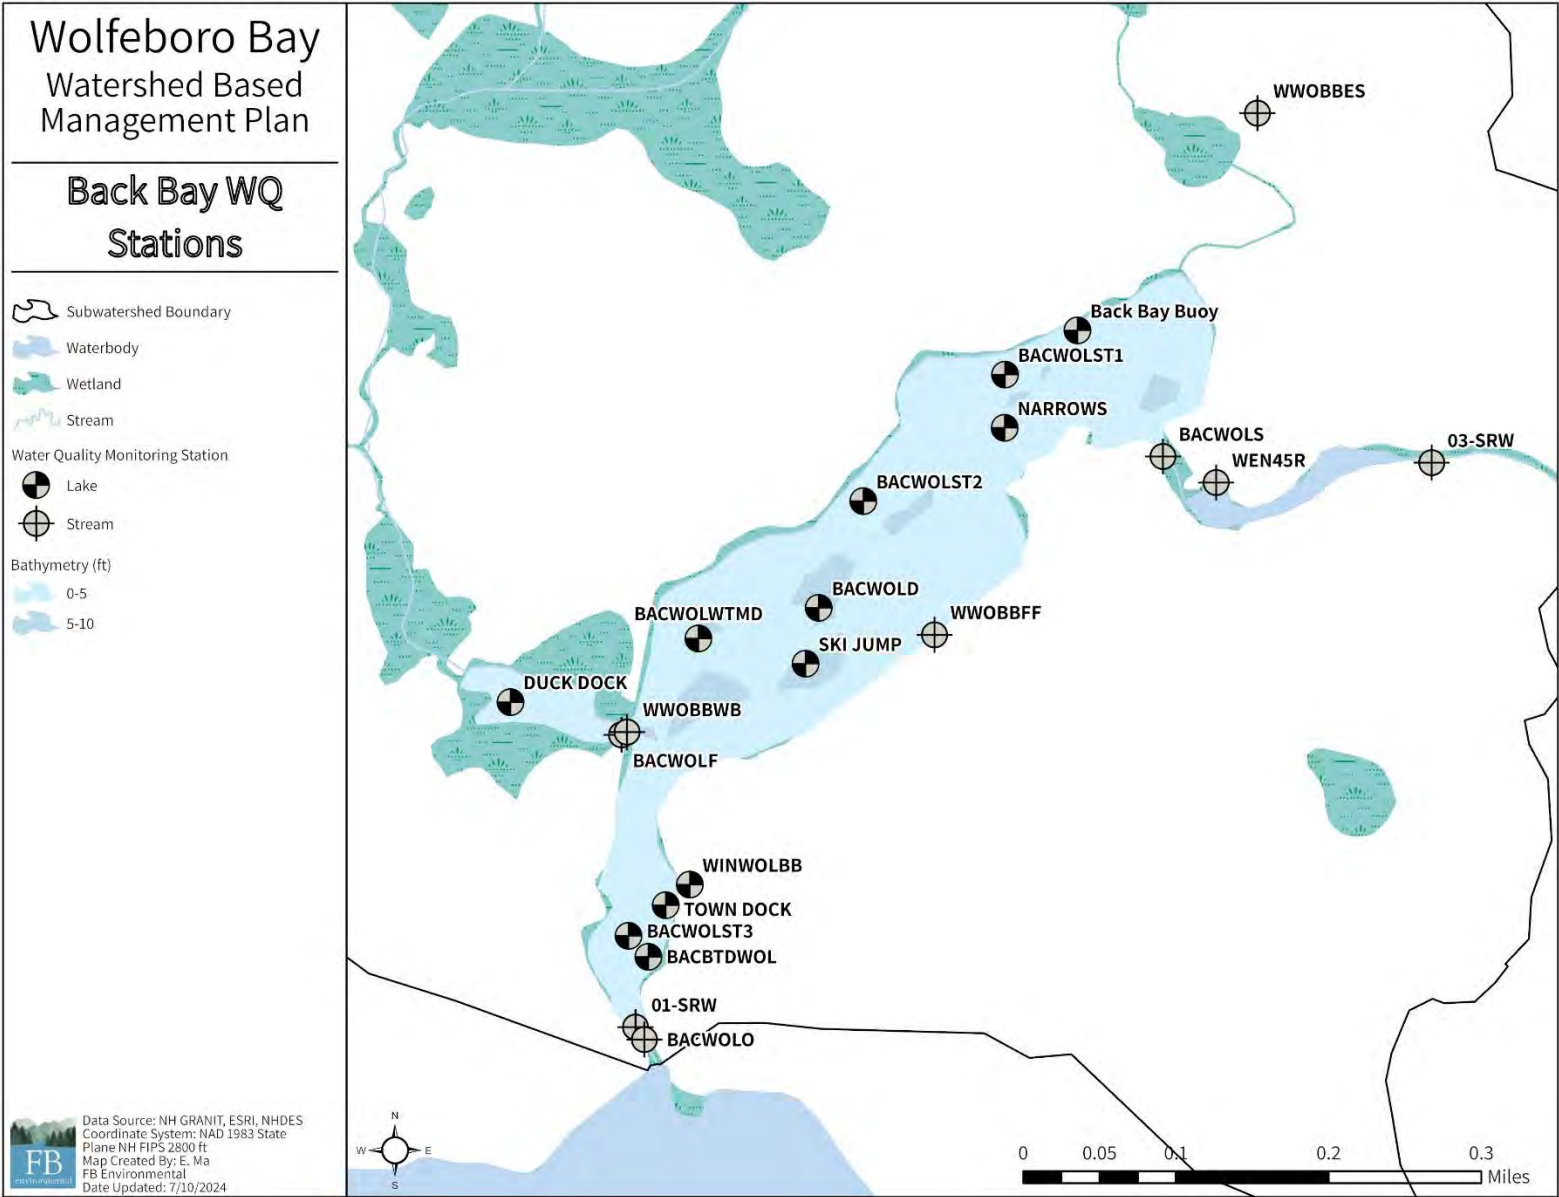 Wolfeboro Bay
Watershed Based
Management Plan
Back Bay WQ
Stations
Subwatershed Boundary
Waterbody
Wetland
Stream
Water Quality Monitoring Station
Lake
Stream
Bathymetry (ft)
0-5
5-10
WWOBBES
Back Bay Buoy
BACWOLST1
NARROWS
BACWOLS
WEN45R
03-SRW
BACWOLST2
BACWOLD
BACWOLWTMD
WWOBBFF
SKI JUMP
DUCK DOCK
WWOBBWB
BACWOLF
WINWOLBB
TOWN DOCK
BACWOLST3
BACBTDWOL
01-SRW
BACWOLO
N
W E
S
0 0.05 0.1 0.2 0.3
Miles
FB
environmental
Data Source: NH GRANIT, ESRI, NHDES
Coordinate System: NAD 1983 State
Plane NH FIPS 2800 ft
Map Created By: E. Ma
FB Environmental
Date Updated: 7/10/2024